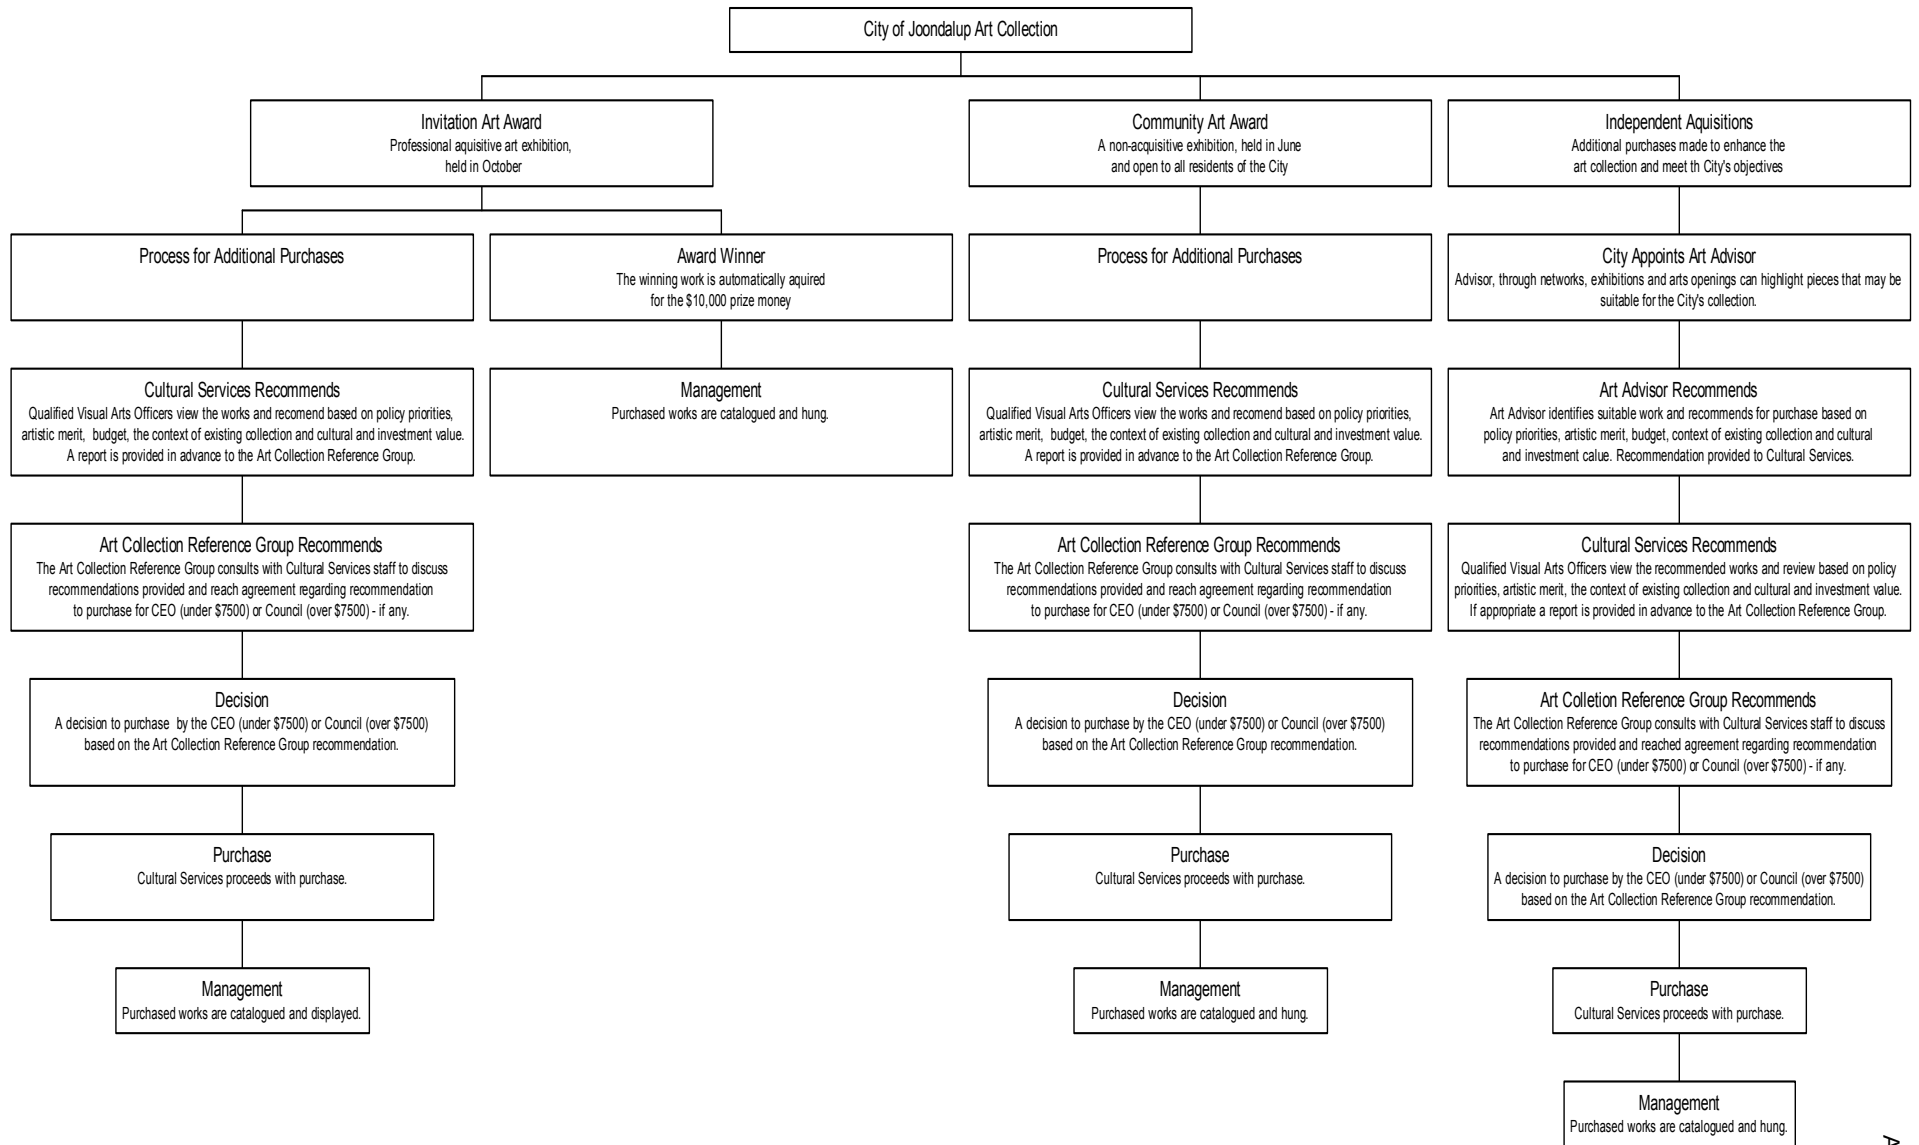 City of Joondalup Art Collection
Invitation Art Award
Professional aquisitive art exhibition,
held in October
Community Art Award
A non-acquisitive exhibition, held in June
and open to all residents of the City
Independent Aquisitions
Additional purchases made to enhance the
art collection and meet th City's objectives
Process for Additional Purchases
Award Winner
The winning work is automatically aquired
for the $10,000 prize money
Process for Additional Purchases
City Appoints Art Advisor
Advisor, through networks, exhibitions and arts openings can highlight pieces that may be
suitable for the City's collection.
Cultural Services Recommends
Qualified Visual Arts Officers view the works and recomend based on policy priorities,
artistic merit, budget, the context of existing collection and cultural and investment value.
A report is provided in advance to the Art Collection Reference Group.
Management
Purchased works are catalogued and hung.
Cultural Services Recommends
Qualified Visual Arts Officers view the works and recomend based on policy priorities,
artistic merit, budget, the context of existing collection and cultural and investment value.
A report is provided in advance to the Art Collection Reference Group.
Art Advisor Recommends
Art Advisor identifies suitable work and recommends for purchase based on
policy priorities, artistic merit, budget, context of existing collection and cultural
and investment calue. Recommendation provided to Cultural Services.
Art Collection Reference Group Recommends
The Art Collection Reference Group consults with Cultural Services staff to discuss
recommendations provided and reach agreement regarding recommendation
to purchase for CEO (under $7500) or Council (over $7500) - if any.
Art Collection Reference Group Recommends
The Art Collection Reference Group consults with Cultural Services staff to discuss
recommendations provided and reach agreement regarding recommendation
to purchase for CEO (under $7500) or Council (over $7500) - if any.
Cultural Services Recommends
Qualified Visual Arts Officers view the recommended works and review based on policy
priorities, artistic merit, the context of existing collection and cultural and investment value.
If appropriate a report is provided in advance to the Art Collection Reference Group.
Decision
A decision to purchase by the CEO (under $7500) or Council (over $7500)
based on the Art Collection Reference Group recommendation.
Decision
A decision to purchase by the CEO (under $7500) or Council (over $7500)
based on the Art Collection Reference Group recommendation.
Art Colletion Reference Group Recommends
The Art Collection Reference Group consults with Cultural Services staff to discuss
recommendations provided and reached agreement regarding recommendation
to purchase for CEO (under $7500) or Council (over $7500) - if any.
Purchase
Cultural Services proceeds with purchase.
Purchase
Cultural Services proceeds with purchase.
Decision
A decision to purchase by the CEO (under $7500) or Council (over $7500)
based on the Art Collection Reference Group recommendation.
Management
Purchased works are catalogued and displayed.
Management
Purchased works are catalogued and hung.
Purchase
Cultural Services proceeds with purchase.
Management
Purchased works are catalogued and hung.